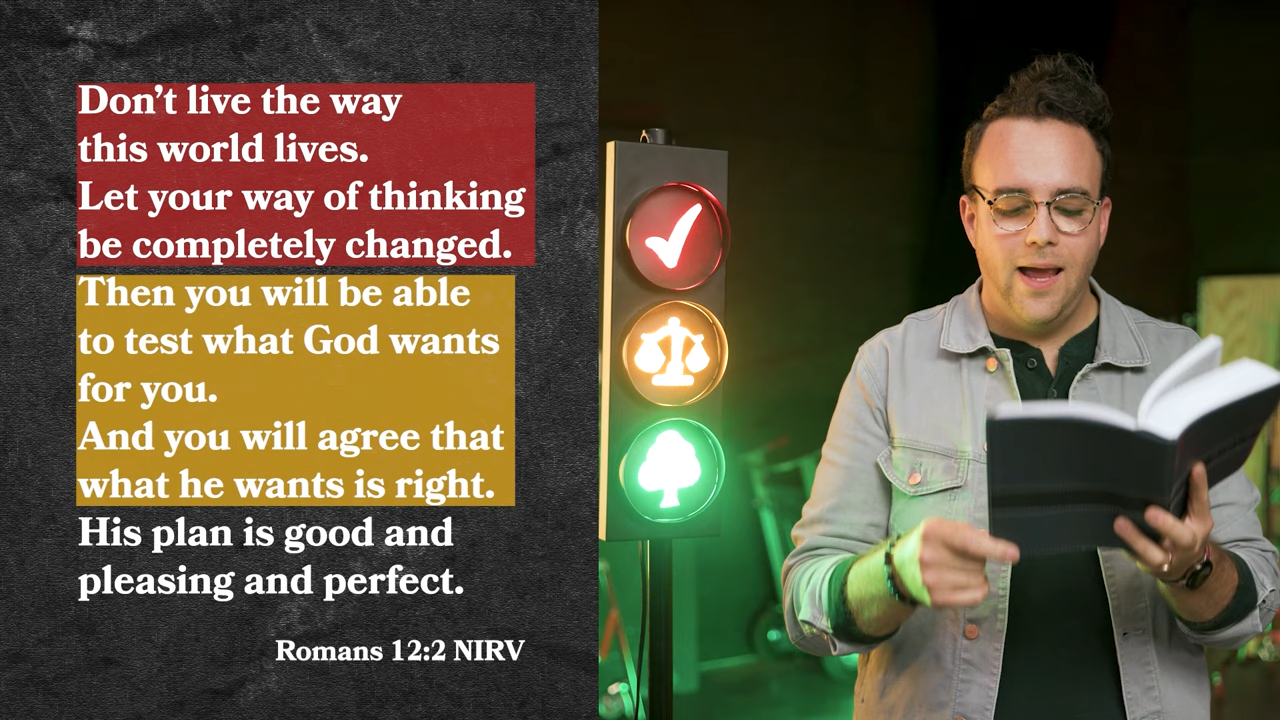 Don’t live the way
this world lives.
Let your way of thinking
be completely changed.
Then you will be able
to test what God wants
for you.
And you will agree that
what he wants is right.
His plan is good and
pleasing and perfect.
Romans 12:2 NIRV